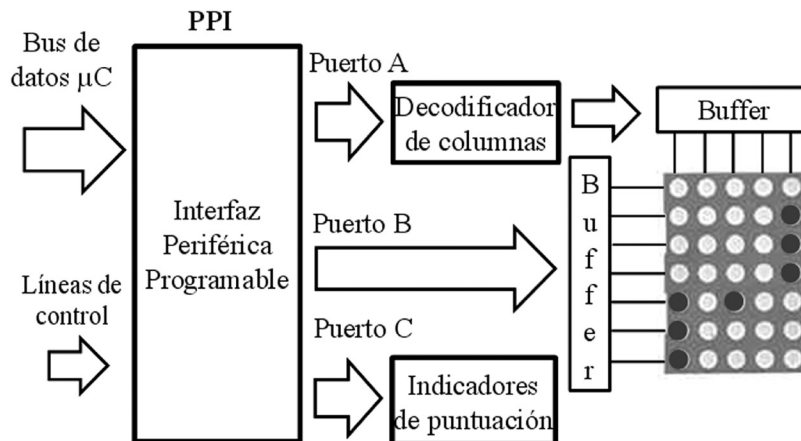 PPI
Bus de
datos μC
Líneas de
control
Interfaz
Periférica
Programable
Puerto A
Decodificador
de columnas
Buffer
Puerto B
Buffer
Puerto C
Indicadores
de puntuación